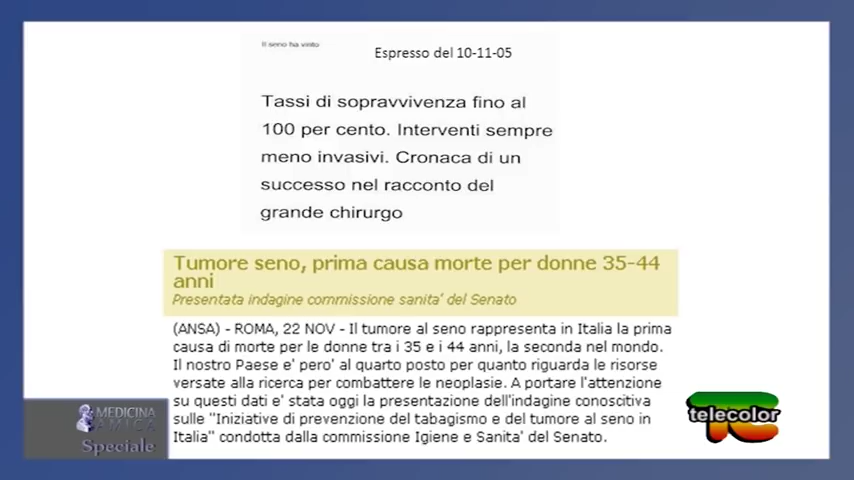 Il seno ha vinto
Espresso del 10-11-05
Tassi di sopravvivenza fino al
100 per cento. Interventi sempre
meno invasivi. Cronaca di un
successo nel racconto del
grande chirurgo
Tumore seno, prima causa morte per donne 35-44
anni
Presentata indagine commissione sanita' del Senato
(ANSA) - ROMA, 22 NOV - Il tumore al seno rappresenta in Italia la prima
causa di morte per le donne tra i 35 e i 44 anni, la seconda nel mondo.
Il nostro Paese e' pero' al quarto posto per quanto riguarda le risorse
versate alla ricerca per combattere le neoplasie. A portare l'attenzione
su questi dati e' stata oggi la presentazione dell'indagine conoscitiva
sulle "Iniziative di prevenzione del tabagismo e del tumore al seno in
Italia" condotta dalla commissione Igiene e Sanita' del Senato.
MEDICINA
AMICA
Speciale
telecolor